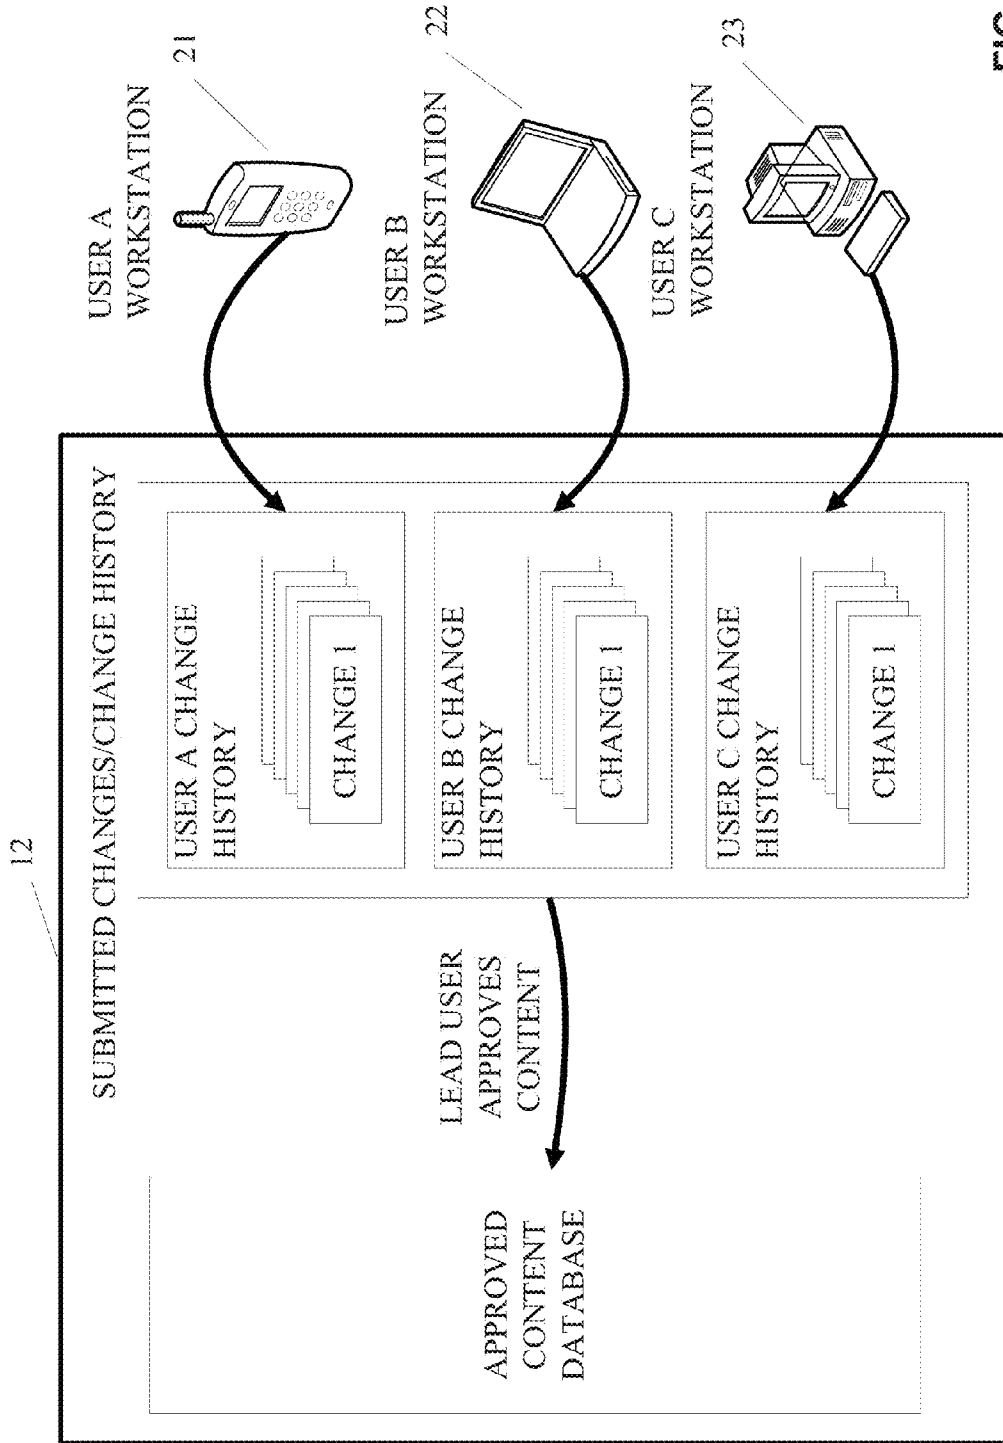 12
SUBMITTED CHANGES/CHANGE HISTORY
APPROVED
CONTENT
DATABASE
LEAD USER
APPROVES
CONTENT
USER A CHANGE
HISTORY
CHANGE 1
USER B CHANGE
HISTORY
CHANGE 1
USER C CHANGE
HISTORY
CHANGE 1
USER A
WORKSTATION
21
USER B
WORKSTATION
22
USER C
WORKSTATION
23